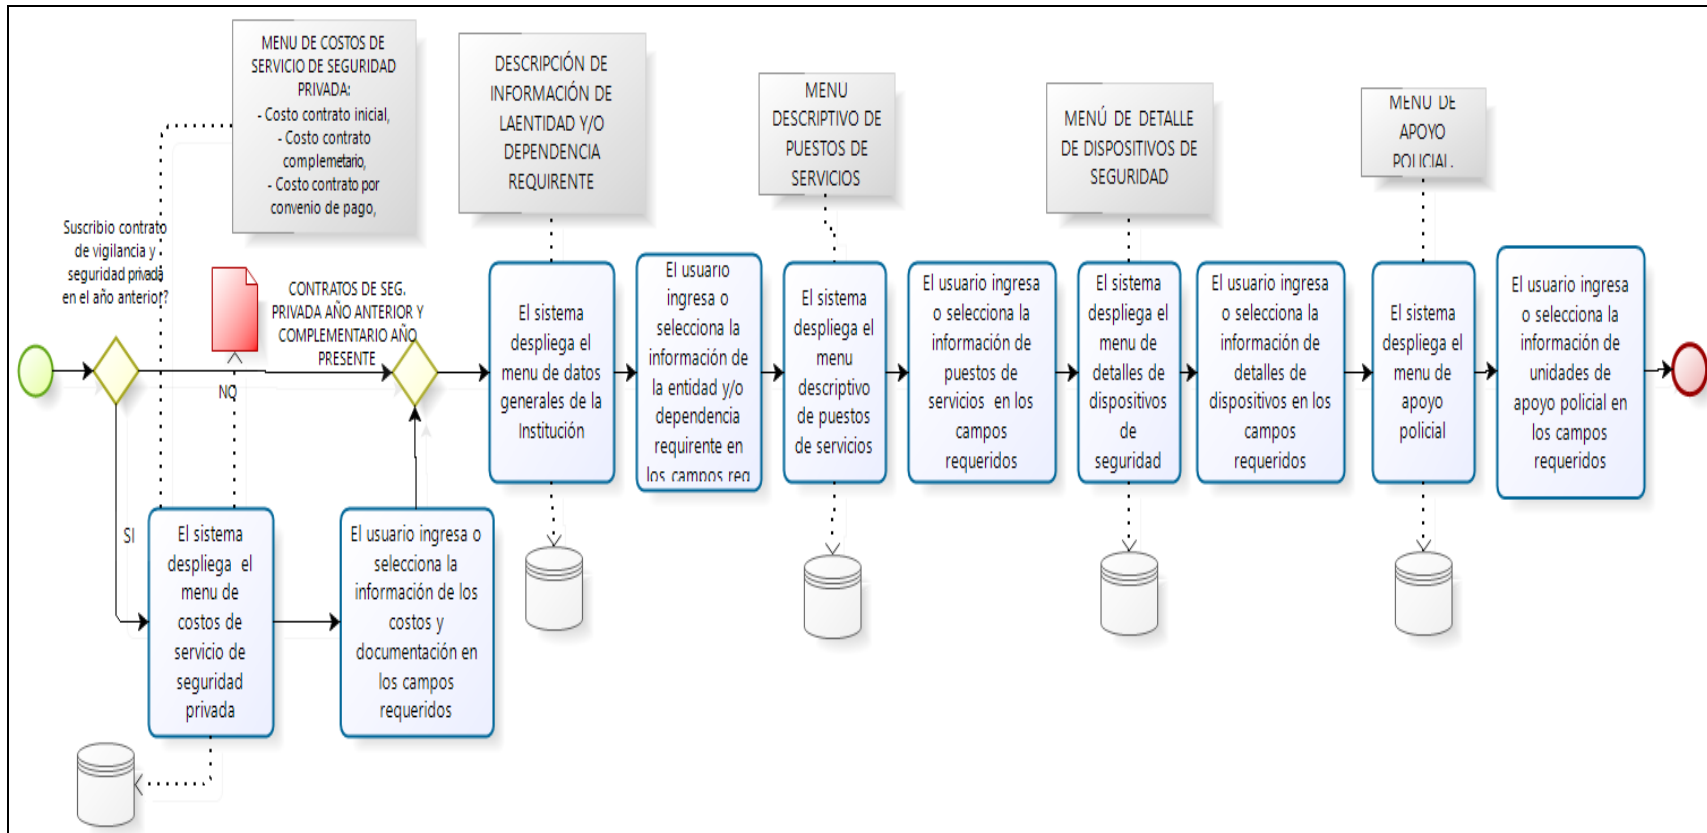 MENU DE COSTOS DE
SERVICIO DE SEGURIDAD
PRIVADA:
- Costo contrato inicial,
- Costo contrato
complemetario,
- Costo contrato por
convenio de pago,
DESCRIPCIÓN DE
INFORMACIÓN DE
LAENTIDAD Y/O
DEPENDENCIA
REQUIRENTE
MENU
DESCRIPTIVO DE
PUESTOS DE
SERVICIOS
MENÚ DE DETALLE
DE DISPOSITIVOS DE
SEGURIDAD
MENU DE
APOYO
POLICIAL.
Suscribio contrato
de vigilancia y
seguridad privada
en el año anterior?
CONTRATOS DE SEG.
PRIVADA AÑO ANTERIOR Y
COMPLEMENTARIO AÑO
PRESENTE
NO
SI
El sistema
despliega el
menu de
costos de
servicio de
seguridad
privada
El usuario ingresa o
selecciona la
información de los
costos y
documentación en
los campos
requeridos
El sistema
despliega el
menu de datos
generales de la
Institución
El usuario
ingresa o
selecciona la
información de
la entidad y/o
dependencia
requirente en
los campos req
El sistema
despliega el
menu
descriptivo
de puestos
de servicios
El usuario ingresa
o selecciona la
información de
puestos de
servicios en los
campos
requeridos
El sistema
despliega el
menu de
detalles de
dispositivos
de
seguridad
El usuario ingresa
o selecciona la
información de
detalles de
dispositivos en los
campos
requeridos
El sistema
despliega el
menu de
apoyo
policial
El usuario ingresa
o selecciona la
información de
unidades de
apoyo policial en
los campos
requeridos